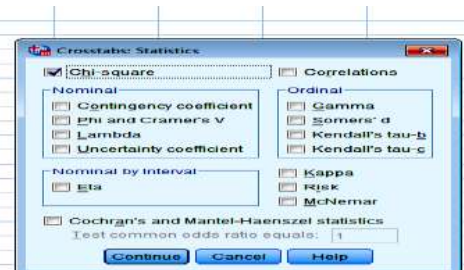 Crosstabs: Statistics
Chi-square
Correlations
Nominal
Contingency coefficient
Phi and Cramer's V
Lambda
Uncertainty coefficient
Ordinal
Gamma
Somers' d
Kendall's tau-b
Kendall's tau-c
Nominal by Interval
Eta
Kappa
Risk
McNemar
Cochran's and Mantel-Haenszel statistics
Test common odds ratio equals: 1
Continue Cancel Help